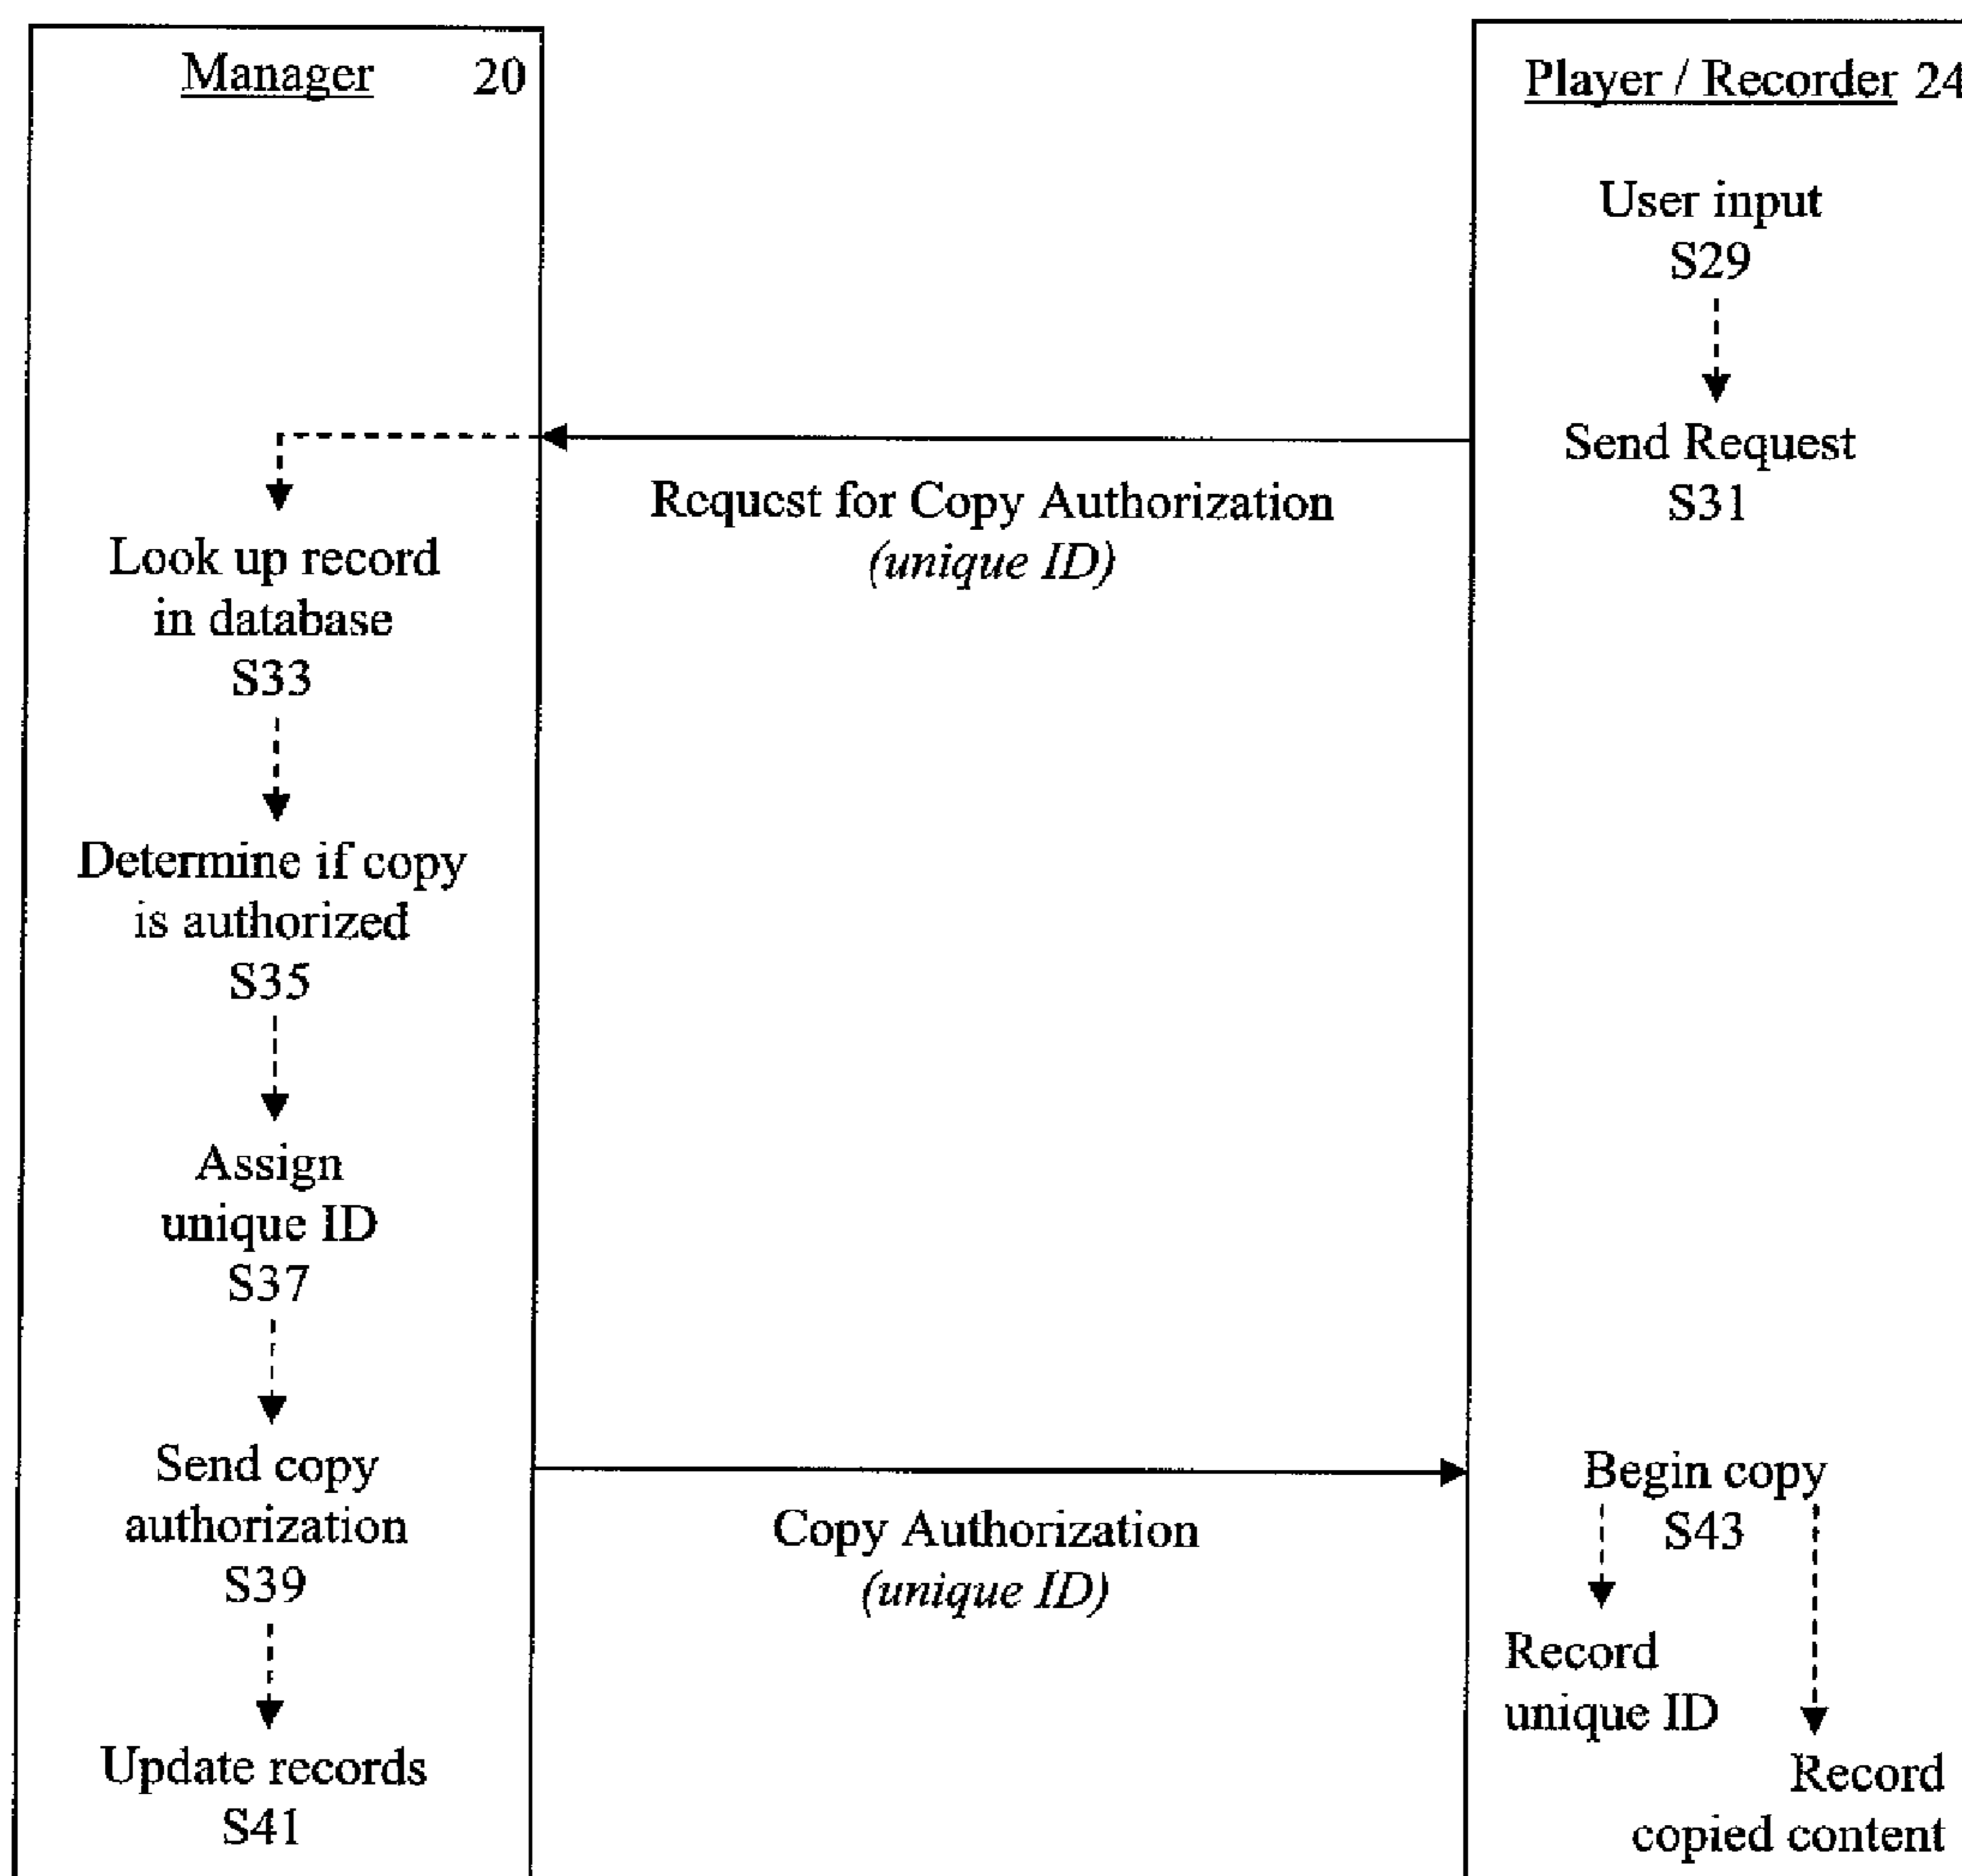 Manager 20
Player / Recorder 24
User input
S29
Send Request
S31
Request for Copy Authorization
(unique ID)
Look up record
in database
S33
Determine if copy
is authorized
S35
Assign
unique ID
S37
Send copy
authorization
S39
Copy Authorization
(unique ID)
Begin copy
S43
Record
unique ID
Record
copied content
Update records
S41